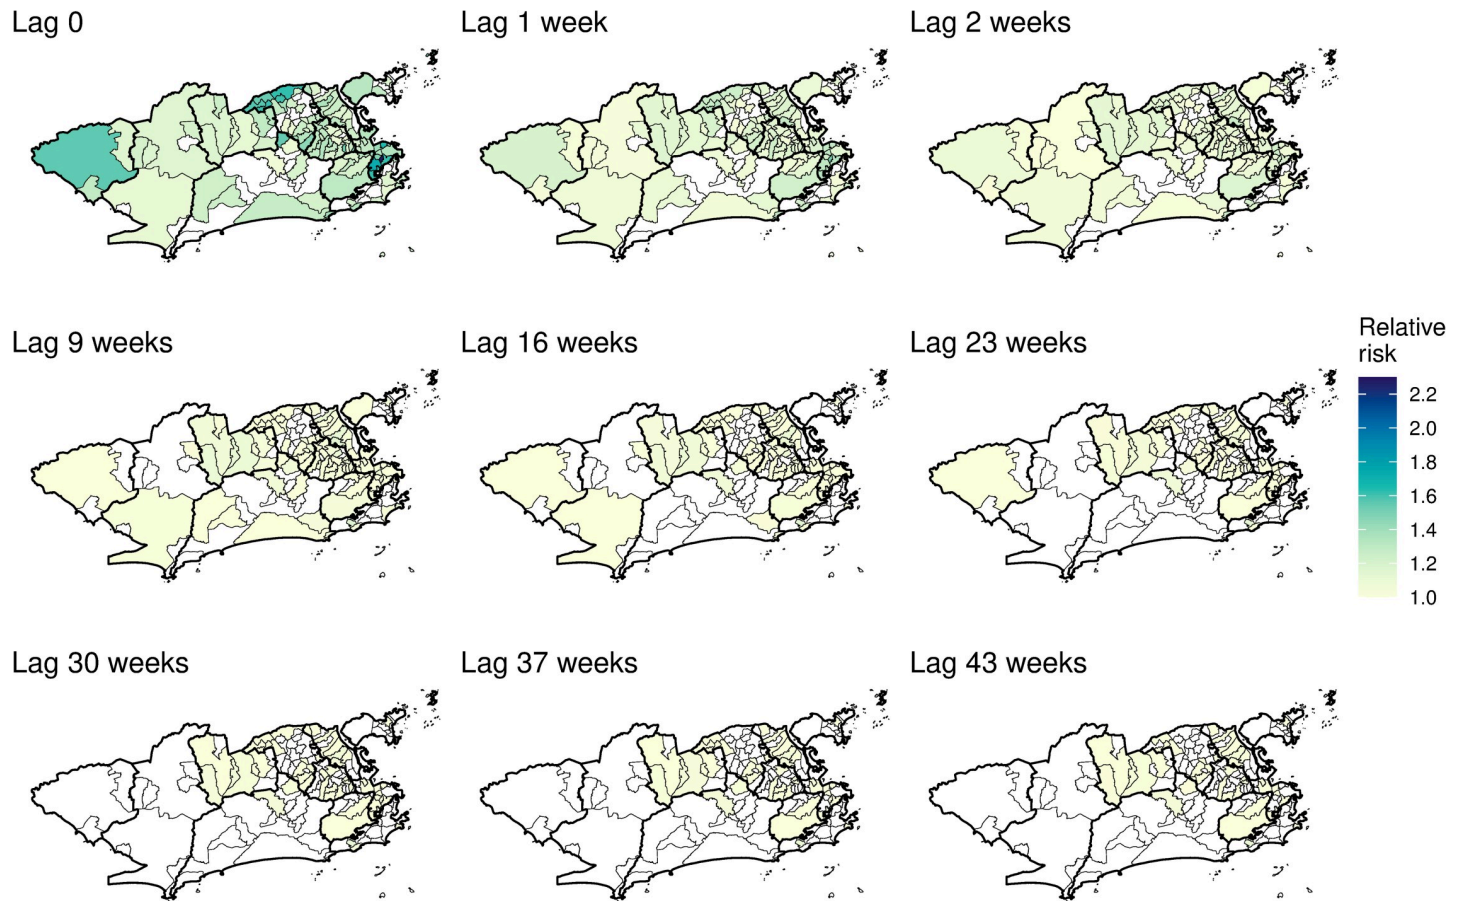 Lag 0
Lag 1 week
Lag 2 weeks
Lag 9 weeks
Lag 16 weeks
Lag 23 weeks
Relative
risk
2.2
2.0
1.8
1.6
1.4
1.2
1.0
Lag 30 weeks
Lag 37 weeks
Lag 43 weeks